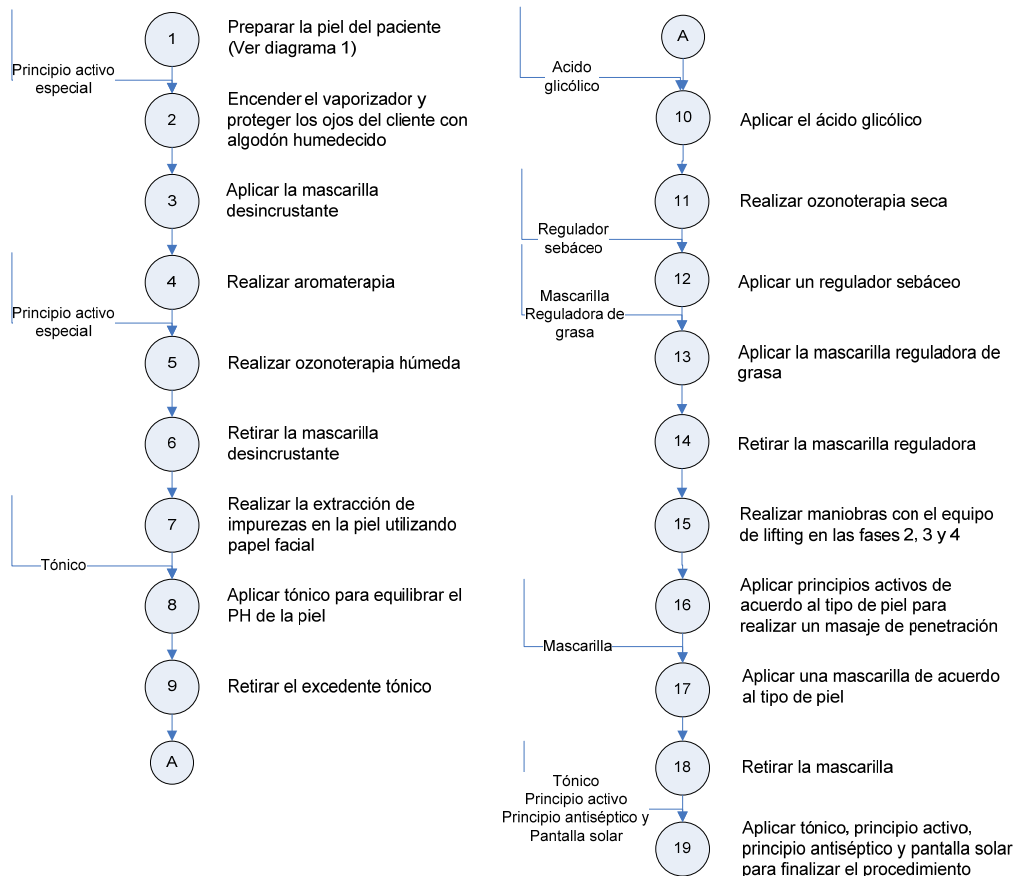 1
Preparar la piel del paciente
(Ver diagrama 1)
Principio activo
especial
2
Encender el vaporizador y
proteger los ojos del cliente con
algodón humedecido
3
Aplicar la mascarilla
desincrustante
4
Realizar aromaterapia
Principio activo
especial
5
Realizar ozonoterapia húmeda
6
Retirar la mascarilla
desincrustante
7
Realizar la extracción de
impurezas en la piel utilizando
papel facial
Tónico
8
Aplicar tónico para equilibrar el
PH de la piel
9
Retirar el excedente tónico
A
A
Acido
glicólico
10
Aplicar el ácido glicólico
11
Realizar ozonoterapia seca
Regulador
sebáceo
12
Aplicar un regulador sebáceo
Mascarilla
Reguladora de
grasa
13
Aplicar la mascarilla reguladora de
grasa
14
Retirar la mascarilla reguladora
15
Realizar maniobras con el equipo
de lifting en las fases 2, 3 y 4
16
Aplicar principios activos de
acuerdo al tipo de piel para
realizar un masaje de penetración
Mascarilla
17
Aplicar una mascarilla de acuerdo
al tipo de piel
18
Retirar la mascarilla
Tónico
Principio activo
Principio antiséptico y
Pantalla solar
19
Aplicar tónico, principio activo,
principio antiséptico y pantalla solar
para finalizar el procedimiento